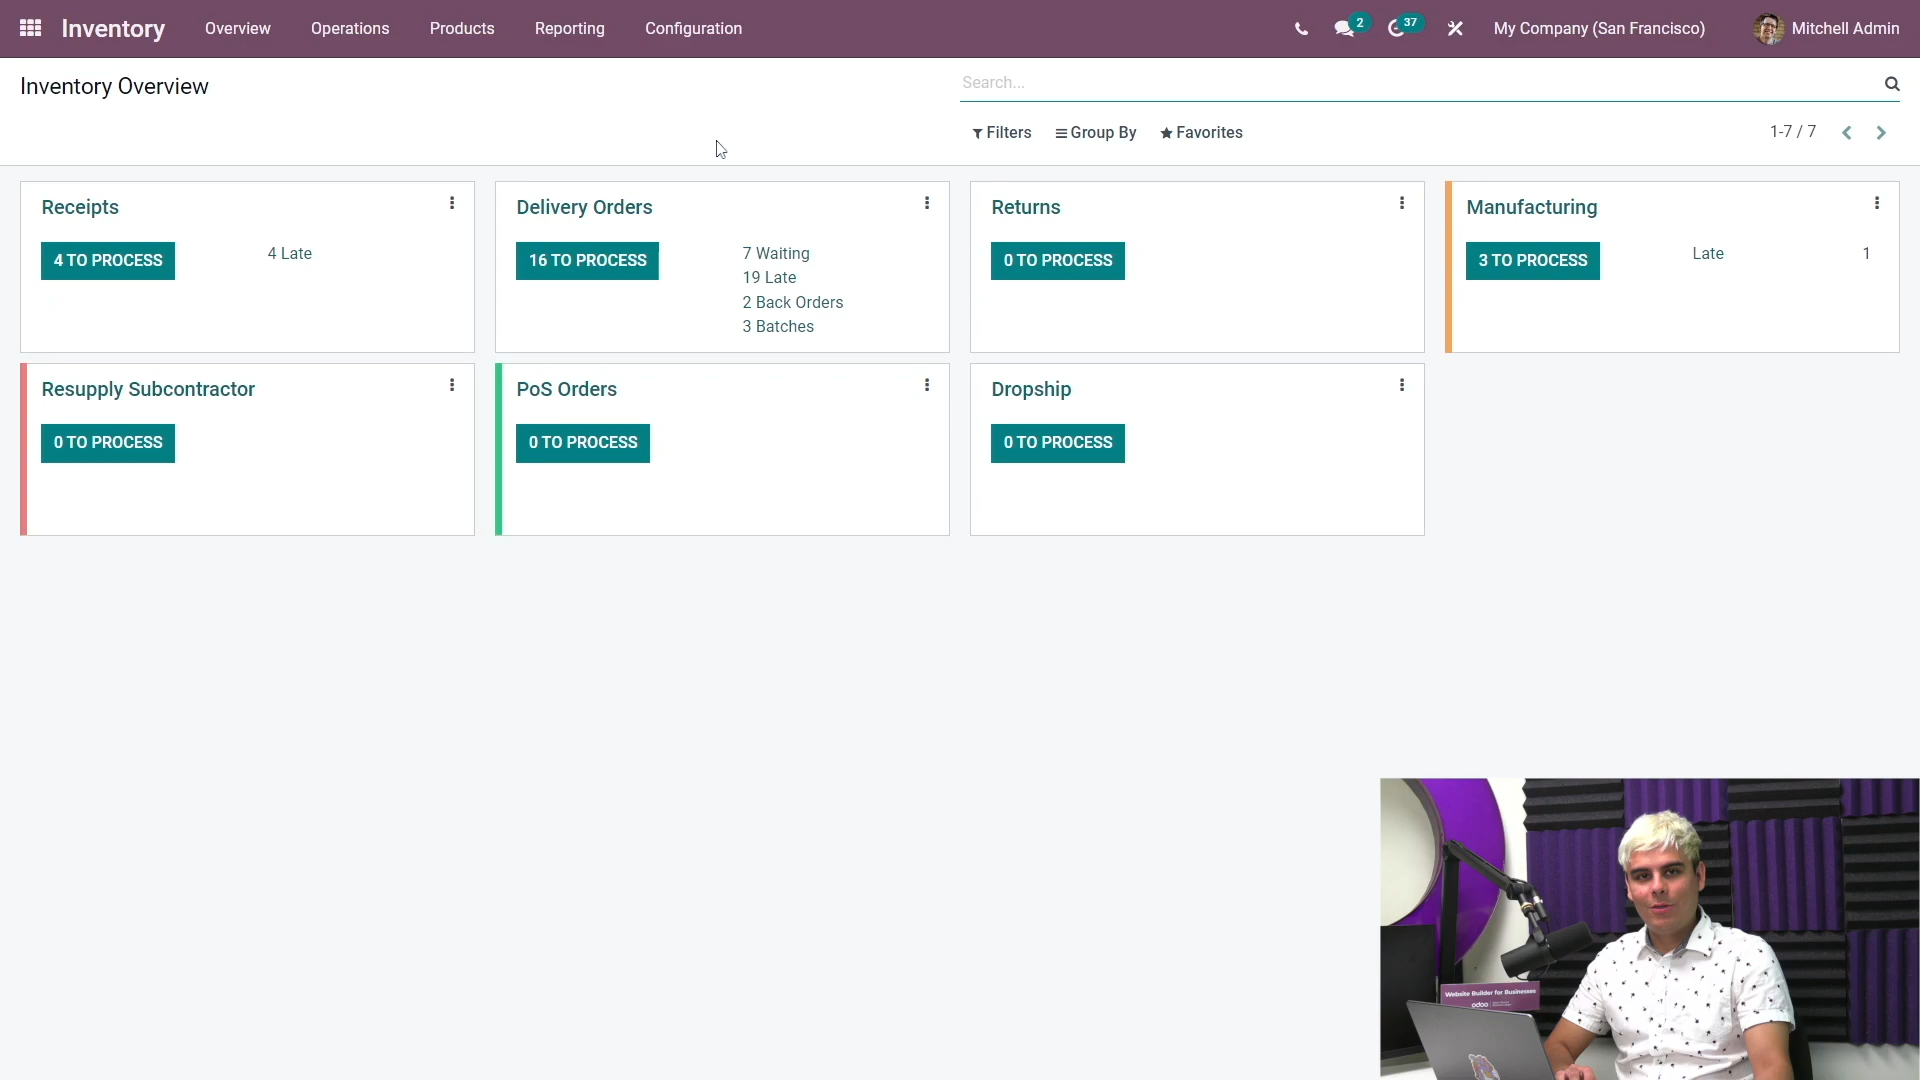 Inventory
Overview
Operations
Products
Reporting
Configuration
2
37
My Company (San Francisco)
Mitchell Admin
Inventory Overview
Search...
Filters
Group By
Favorites
1-7 / 7
Receipts
4 TO PROCESS
4 Late
Delivery Orders
16 TO PROCESS
7 Waiting
19 Late
2 Back Orders
3 Batches
Returns
0 TO PROCESS
Manufacturing
3 TO PROCESS
Late 1
Resupply Subcontractor
0 TO PROCESS
PoS Orders
0 TO PROCESS
Dropship
0 TO PROCESS
Website Builder for Businesses
odoo